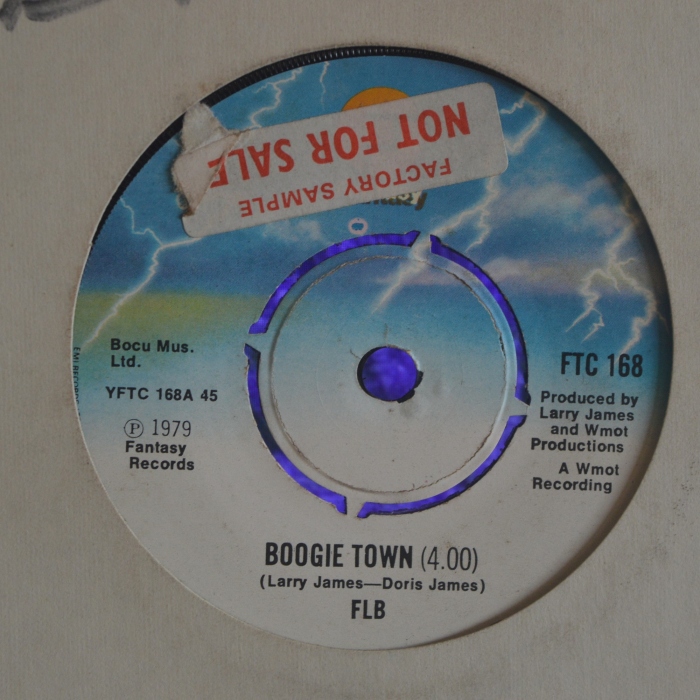 NOT FOR SALE
FACTORY SAMPLE
Bocu Mus.
Ltd.
YFTC 168A 45
Ⓟ 1979
Fantasy
Records
FTC 168
Produced by
Larry James
and Wmot
Productions
A Wmot
Recording
BOOGIE TOWN (4.00)
(Larry James—Doris James)
FLB